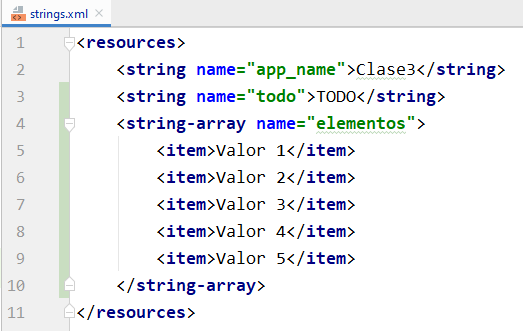 strings.xml
1 <resources>
2 <string name="app_name">Clase3</string>
3 <string name="todo">TODO</string>
4 <string-array name="elementos">
5 <item>Valor 1</item>
6 <item>Valor 2</item>
7 <item>Valor 3</item>
8 <item>Valor 4</item>
9 <item>Valor 5</item>
10 </string-array>
11 </resources>